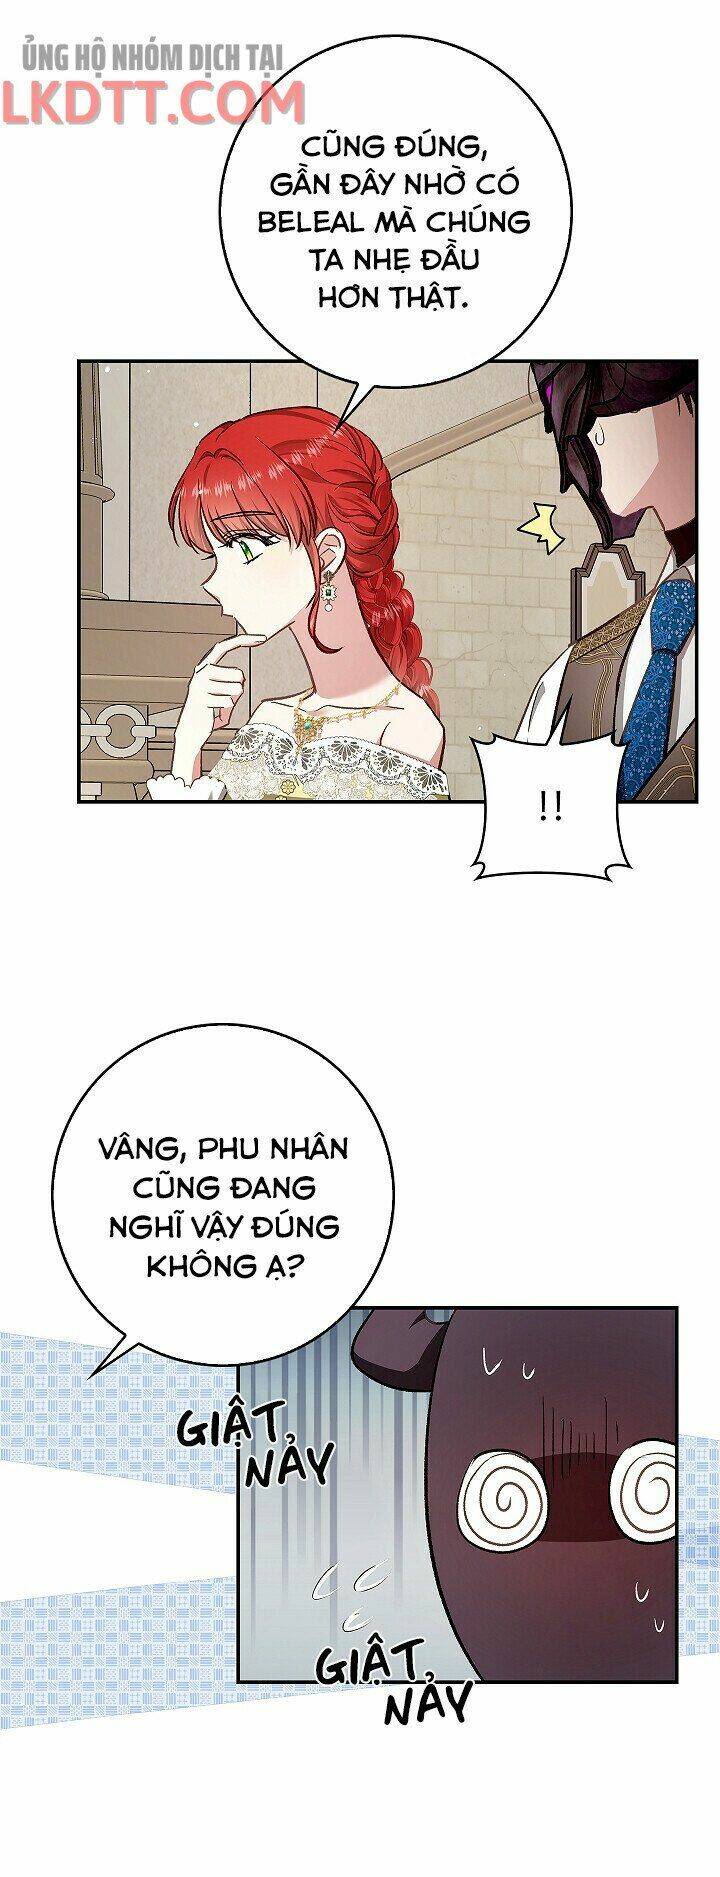 ỦNG HỘ NHÓM DỊCH TẠI
LKDTT.COM
CŨNG ĐÚNG,
GẦN ĐÂY NHỜ CÓ
BELEAL MÀ CHÚNG
TA NHẸ ĐẦU
HƠN THẬT.
!!
VÂNG, PHU NHÂN
CŨNG ĐANG
NGHĨ VẬY ĐÚNG
KHÔNG Ạ?
GIẬT
NẢY
GIẬT
NẢY